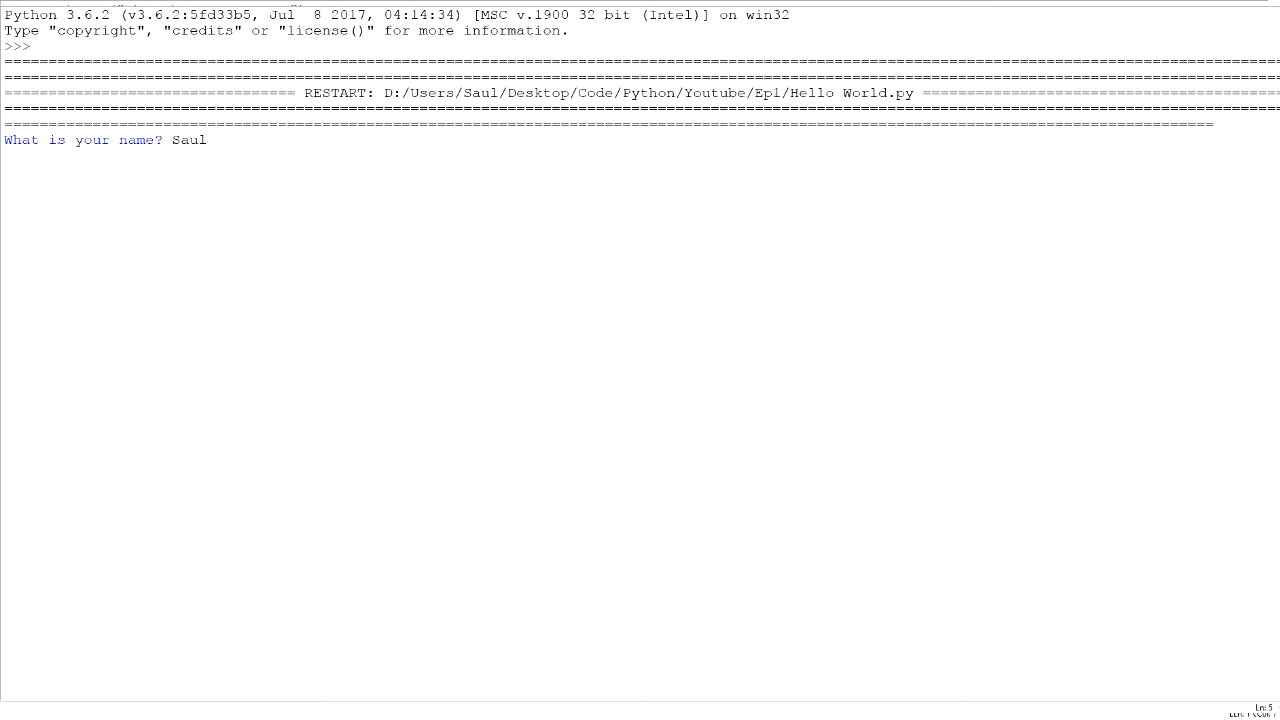 Python 3.6.2 (v3.6.2:5fd33b5, Jul  8 2017, 04:14:34) [MSC v.1900 32 bit (Intel)] on win32
Type "copyright", "credits" or "license()" for more information.
>>>
================================= RESTART: D:/Users/Saul/Desktop/Code/Python/Youtube/Ep1/Hello World.py =========================================
What is your name? Saul
Ln: 5